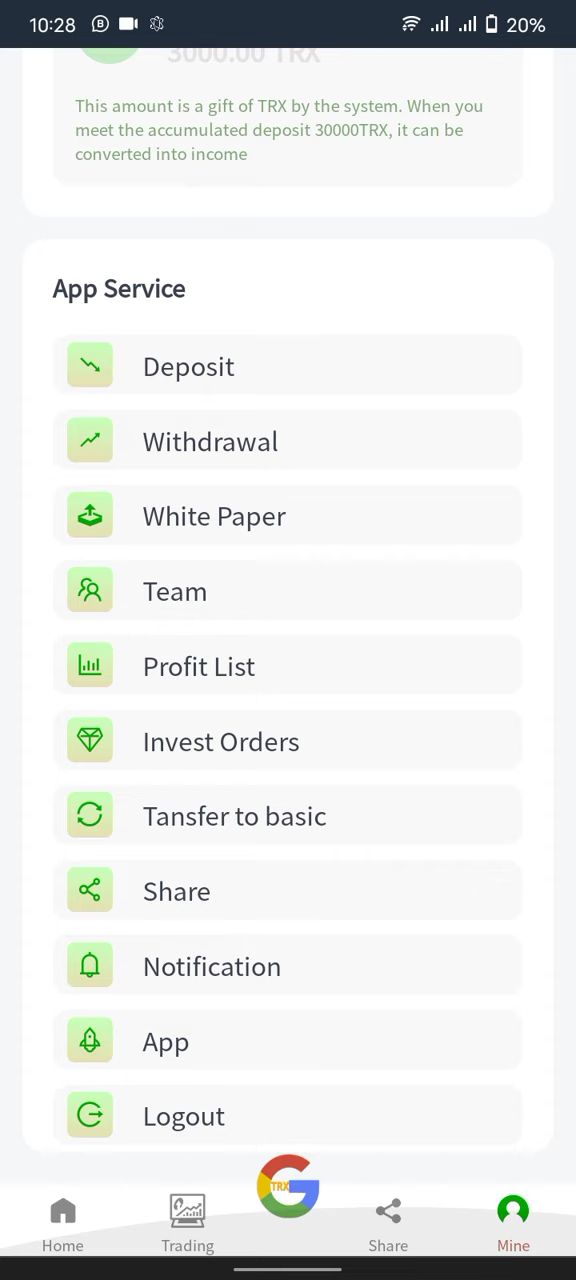 10:28
20%
3000.00 TRX
This amount is a gift of TRX by the system. When you
meet the accumulated deposit 30000TRX, it can be
converted into income
App Service
Deposit
Withdrawal
White Paper
Team
Profit List
Invest Orders
Tansfer to basic
Share
Notification
App
Logout
TRX
Home
Trading
Share
Mine